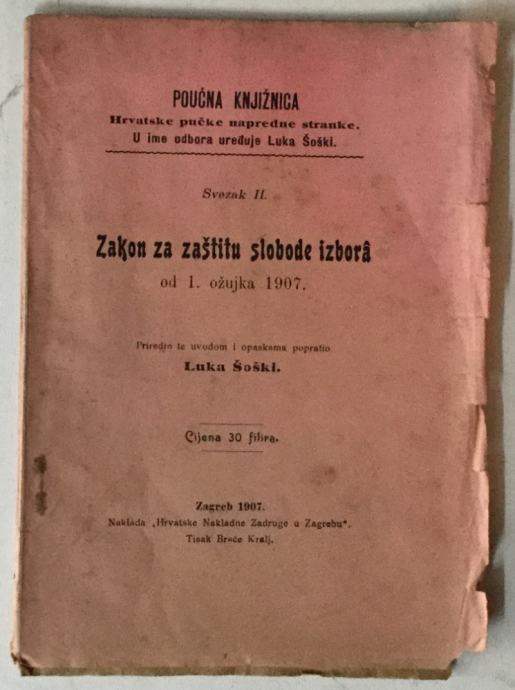 POUČNA KNJIŽNICA
Hrvatske pučke napredne stranke.
U ime odbora uređuje Luka Šoški.
Svezak II.
Zakon za zaštitu slobode izborâ
od 1. ožujka 1907.
Priredio te uvodom i opaskama popratio
Luka Šoški.
Cijena 30 filira.
Zagreb 1907.
Naklada „Hrvatske Nakladne Zadruge u Zagrebu“.
Tisak Braće Kralj.